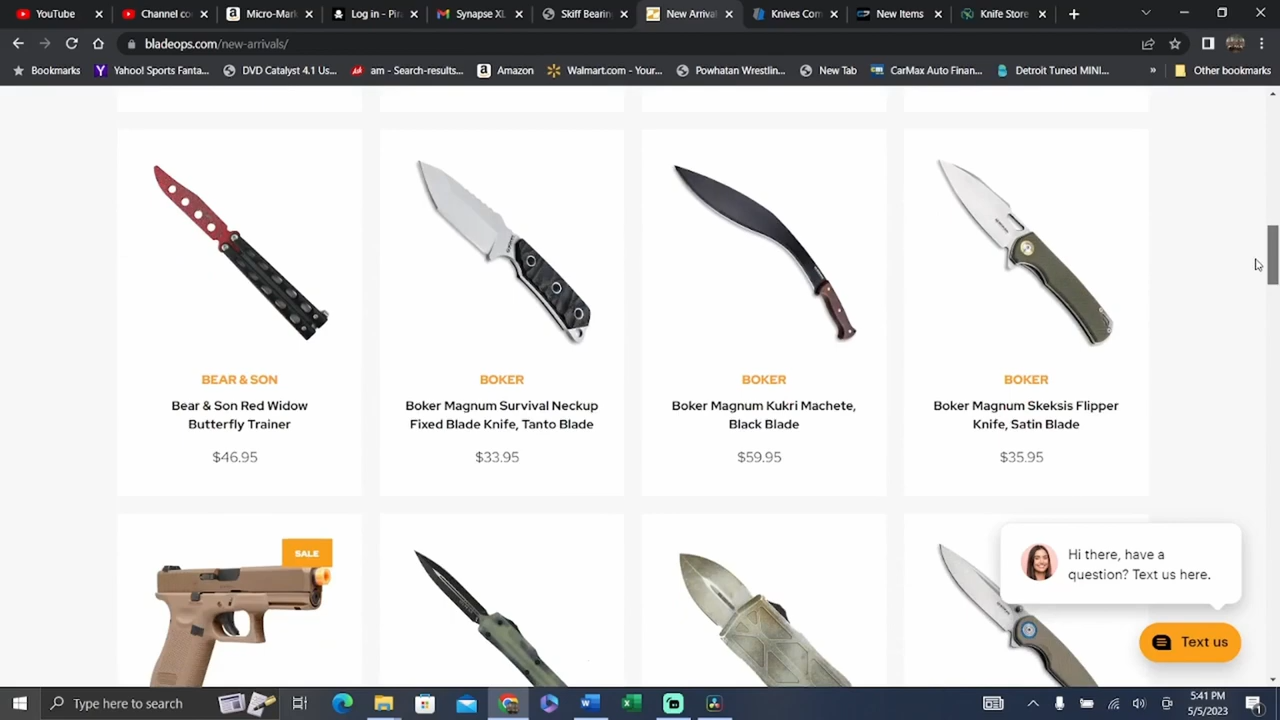 YouTube
Channel co
Micro-Mark
Log in - Pir
Synapse XL
Skiff Bearin
New Arrival
Knives Com
New Items
Knife Store
bladeops.com/new-arrivals/
Bookmarks
Yahoo! Sports Fanta...
DVD Catalyst 4.1 Us...
am - Search-results...
Amazon
Walmart.com - Your...
Powhatan Wrestlin...
New Tab
CarMax Auto Finan...
Detroit Tuned MINI...
»
Other bookmarks
BEAR & SON
BOKER
BOKER
BOKER
Bear & Son Red Widow
Butterfly Trainer
Boker Magnum Survival Neckup
Fixed Blade Knife, Tanto Blade
Boker Magnum Kukri Machete,
Black Blade
Boker Magnum Skeksis Flipper
Knife, Satin Blade
$46.95
$33.95
$59.95
$35.95
SALE
Hi there, have a
question? Text us here.
Text us
Type here to search
5:41 PM
5/5/2023